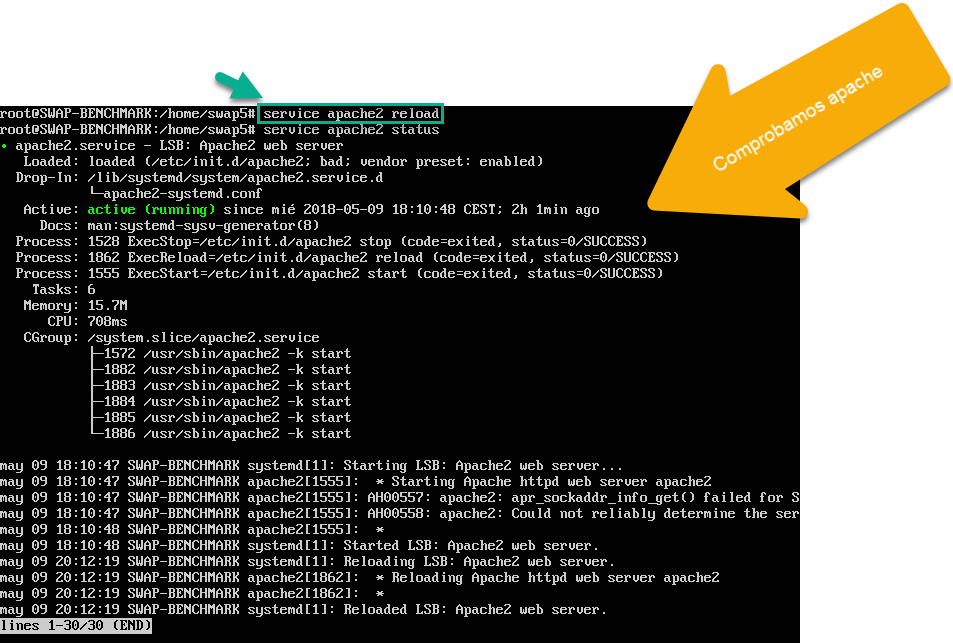 Comprobamos apache
root@SWAP-BENCHMARK:/home/swap5# service apache2 reload
root@SWAP-BENCHMARK:/home/swap5# service apache2 status
• apache2.service - LSB: Apache2 web server
Loaded: loaded (/etc/init.d/apache2; bad; vendor preset: enabled)
Drop-In: /lib/systemd/system/apache2.service.d
└─apache2-systemd.conf
Active: active (running) since mié 2018-05-09 18:10:48 CEST; 2h 1min ago
Docs: man:systemd-sysv-generator(8)
Process: 1528 ExecStop=/etc/init.d/apache2 stop (code=exited, status=0/SUCCESS)
Process: 1862 ExecReload=/etc/init.d/apache2 reload (code=exited, status=0/SUCCESS)
Process: 1555 ExecStart=/etc/init.d/apache2 start (code=exited, status=0/SUCCESS)
Tasks: 6
Memory: 15.7M
CPU: 708ms
CGroup: /system.slice/apache2.service
├─1572 /usr/sbin/apache2 -k start
├─1882 /usr/sbin/apache2 -k start
├─1883 /usr/sbin/apache2 -k start
├─1884 /usr/sbin/apache2 -k start
├─1885 /usr/sbin/apache2 -k start
└─1886 /usr/sbin/apache2 -k start
may 09 18:10:47 SWAP-BENCHMARK systemd[1]: Starting LSB: Apache2 web server...
may 09 18:10:47 SWAP-BENCHMARK apache2[1555]:  * Starting Apache httpd web server apache2
may 09 18:10:47 SWAP-BENCHMARK apache2[1555]: AH00557: apache2: apr_sockaddr_info_get() failed for S
may 09 18:10:47 SWAP-BENCHMARK apache2[1555]: AH00558: apache2: Could not reliably determine the ser
may 09 18:10:48 SWAP-BENCHMARK apache2[1555]:  *
may 09 18:10:48 SWAP-BENCHMARK systemd[1]: Started LSB: Apache2 web server.
may 09 20:12:19 SWAP-BENCHMARK systemd[1]: Reloading LSB: Apache2 web server.
may 09 20:12:19 SWAP-BENCHMARK apache2[1862]:  * Reloading Apache httpd web server apache2
may 09 20:12:19 SWAP-BENCHMARK apache2[1862]:  *
may 09 20:12:19 SWAP-BENCHMARK systemd[1]: Reloaded LSB: Apache2 web server.
lines 1-30/30 (END)